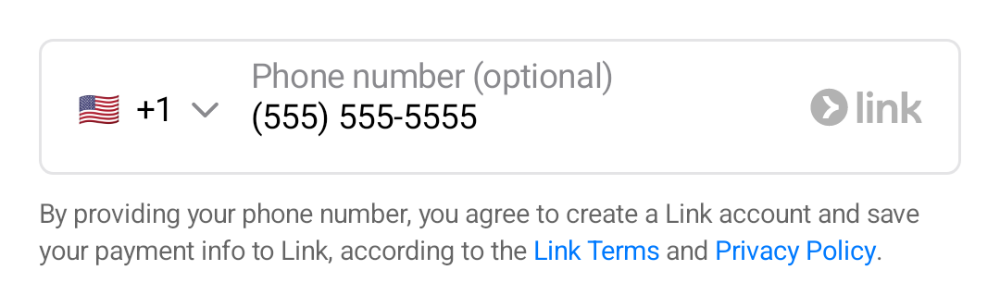 Phone number (optional)
+1 (555) 555-5555
link
By providing your phone number, you agree to create a Link account and save
your payment info to Link, according to the Link Terms and Privacy Policy.